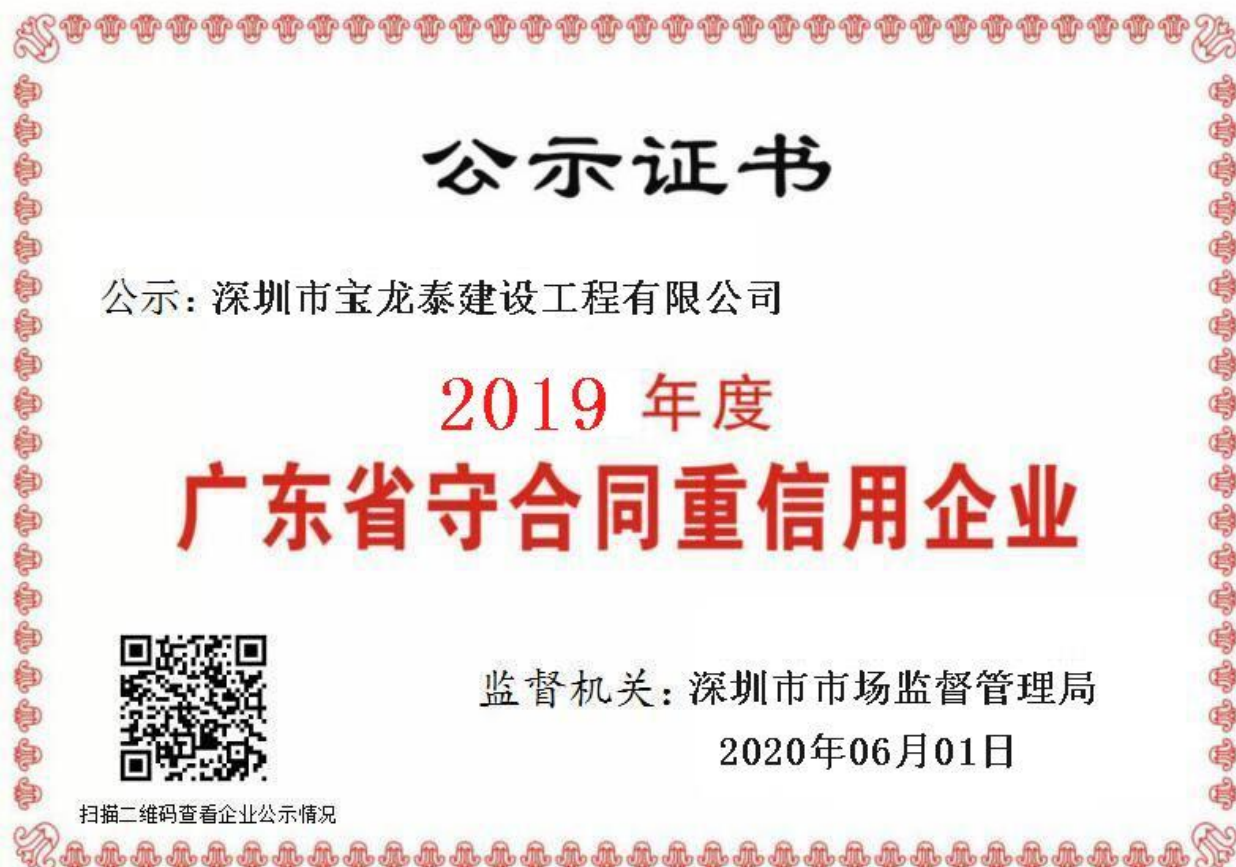 公示证书
公示：深圳市宝龙泰建设工程有限公司
2019 年度
广东省守合同重信用企业
监督机关：深圳市市场监督管理局
2020年06月01日
扫描二维码查看企业公示情况